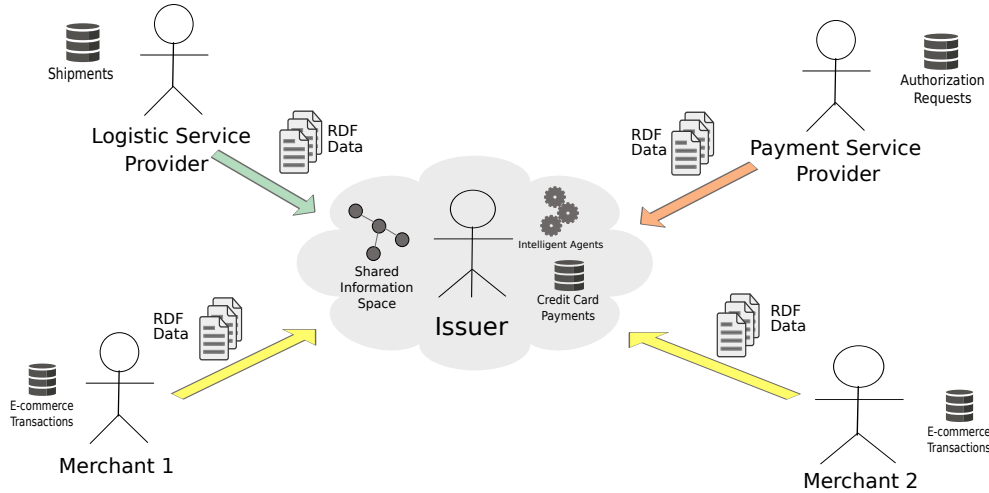 Shipments
Logistic Service
Provider
RDF
Data
RDF
Data
Authorization
Requests
Payment Service
Provider
Shared
Information
Space
Issuer
Intelligent Agents
Credit Card
Payments
RDF
Data
E-commerce
Transactions
Merchant 1
RDF
Data
E-commerce
Transactions
Merchant 2